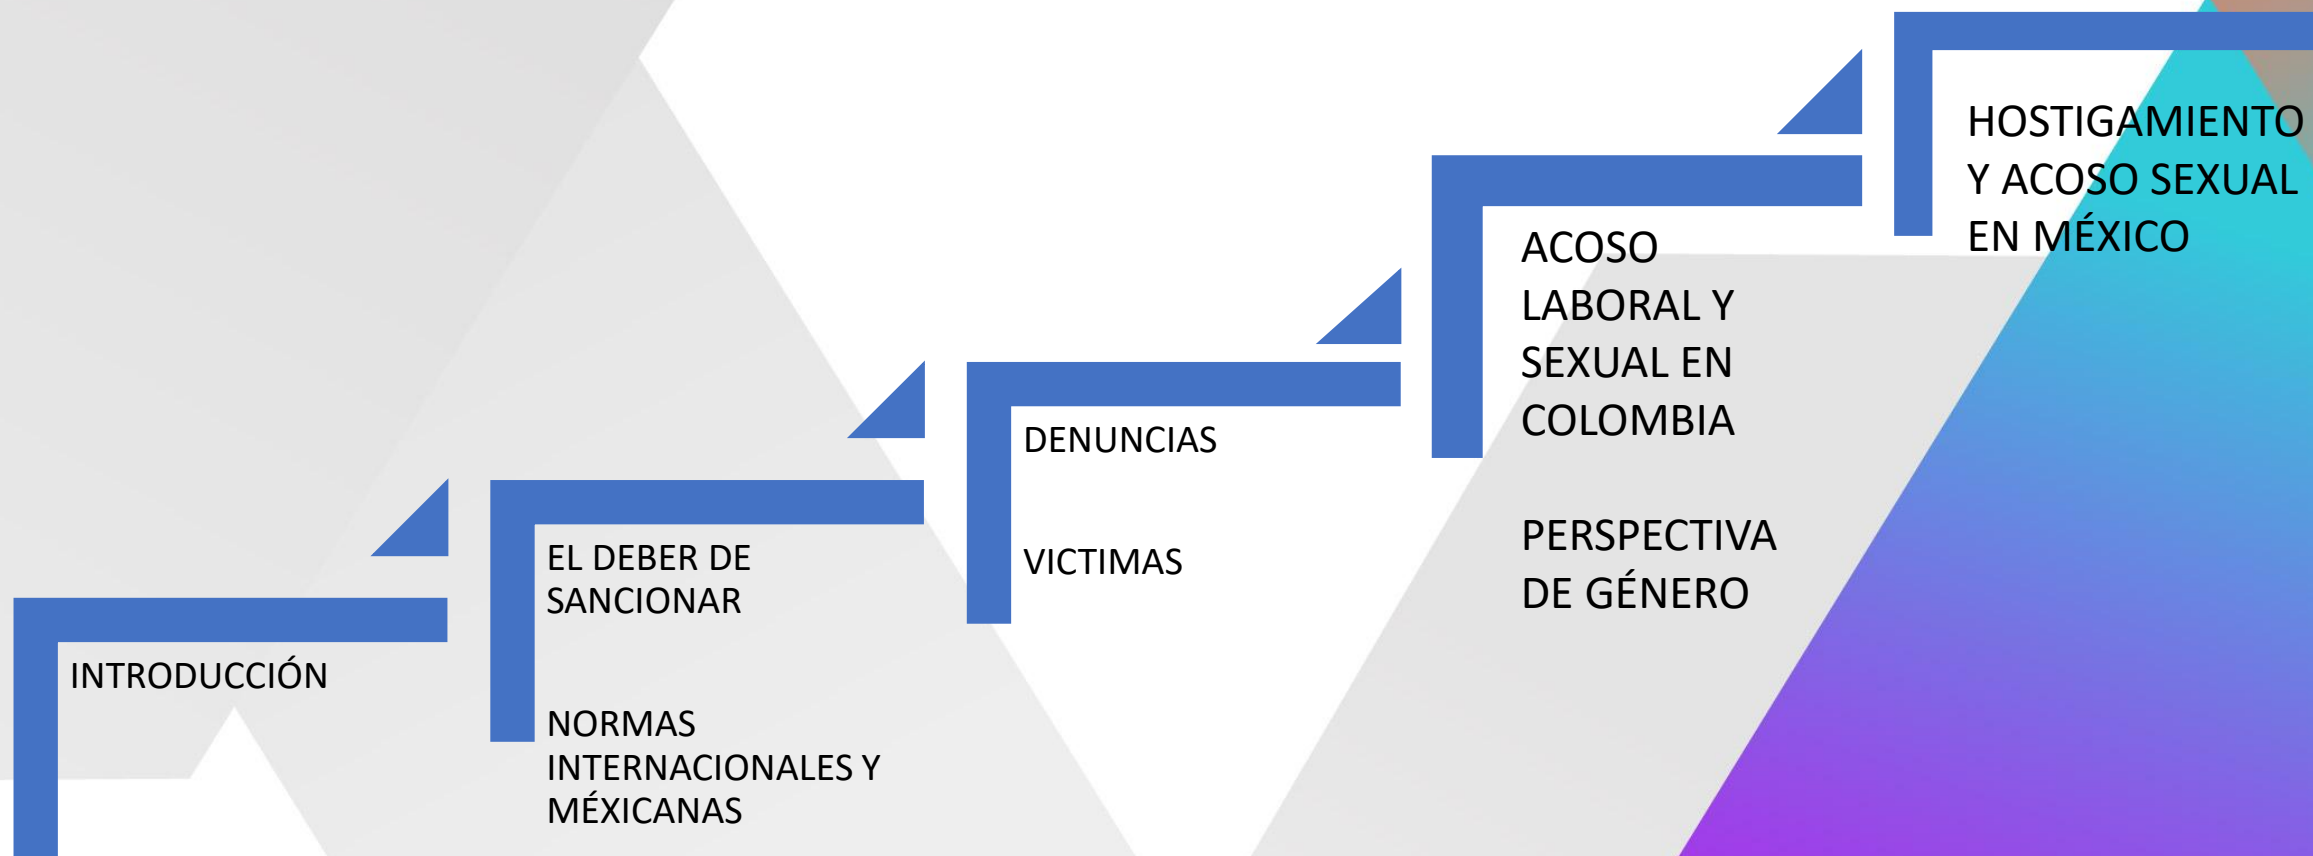 INTRODUCCIÓN
EL DEBER DE
SANCIONAR
NORMAS
INTERNACIONALES Y
MÉXICANAS
DENUNCIAS
VICTIMAS
ACOSO
LABORAL Y
SEXUAL EN
COLOMBIA
PERSPECTIVA
DE GÉNERO
HOSTIGAMIENTO
Y ACOSO SEXUAL
EN MÉXICO